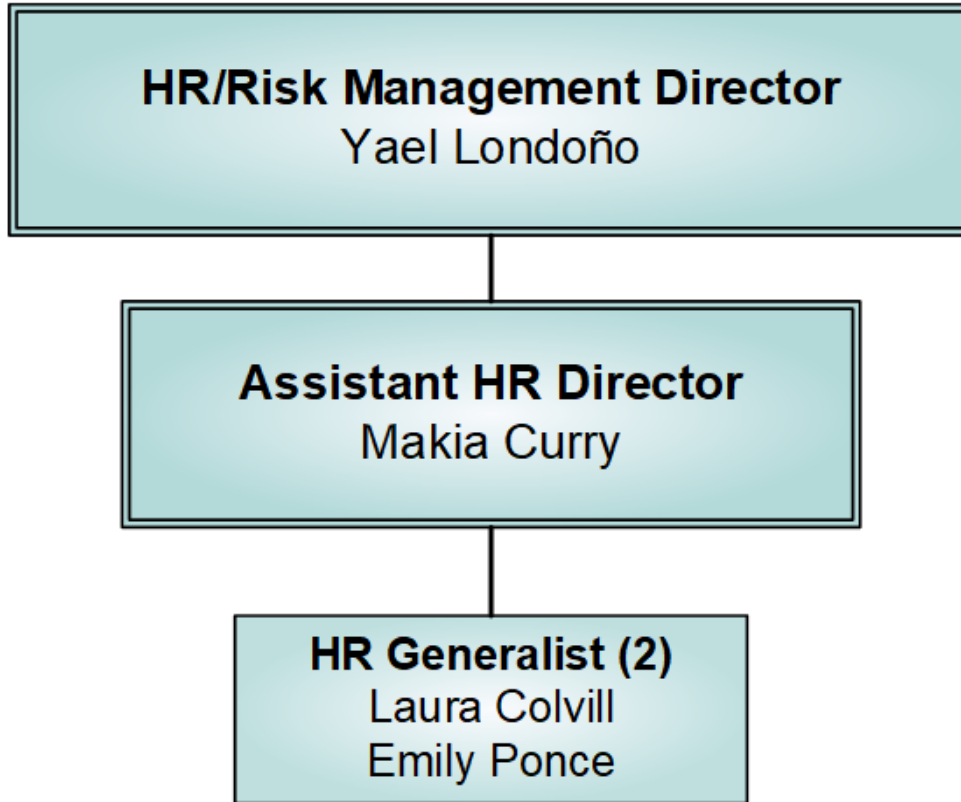 HR/Risk Management Director
Yael Londoño
Assistant HR Director
Makia Curry
HR Generalist (2)
Laura Colvill
Emily Ponce